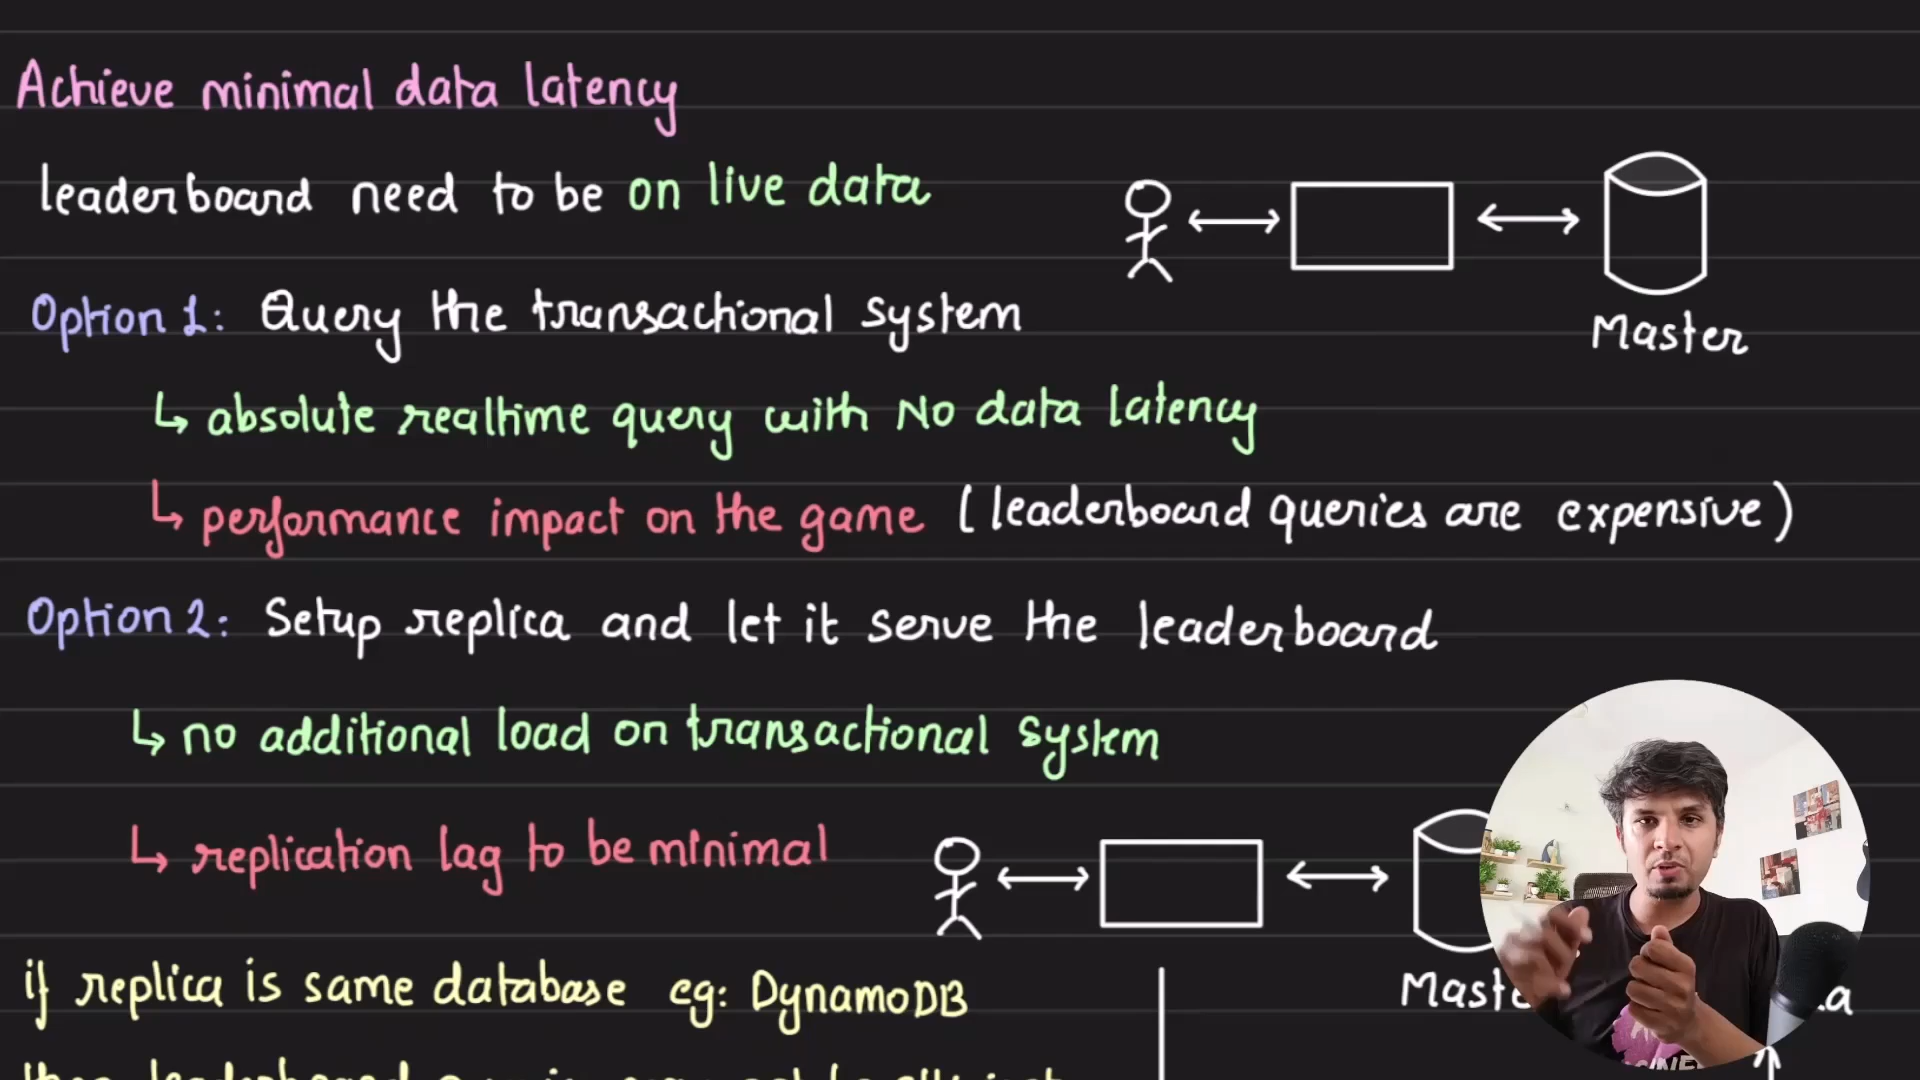 Achieve minimal data latency
leaderboard need to be on live data
Master
Option 1: Query the transactional system
↳ absolute realtime query with No data latency
↳ performance impact on the game (leaderboard queries are expensive)
Option 2: Setup replica and let it serve the leaderboard
↳ no additional load on transactional system
↳ replication lag to be minimal
if replica is same database eg: DynamoDB